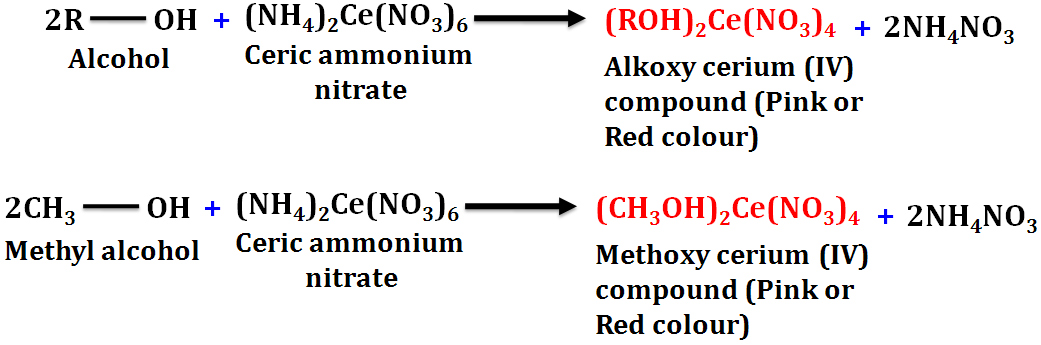 2R — OH + (NH₄)₂Ce(NO₃)₆ → (ROH)₂Ce(NO₃)₄ + 2NH₄NO₃
Alcohol
Ceric ammonium
nitrate
Alkoxy cerium (IV)
compound (Pink or
Red colour)
2CH₃ — OH + (NH₄)₂Ce(NO₃)₆ → (CH₃OH)₂Ce(NO₃)₄ + 2NH₄NO₃
Methyl alcohol
Ceric ammonium
nitrate
Methoxy cerium (IV)
compound (Pink or
Red colour)